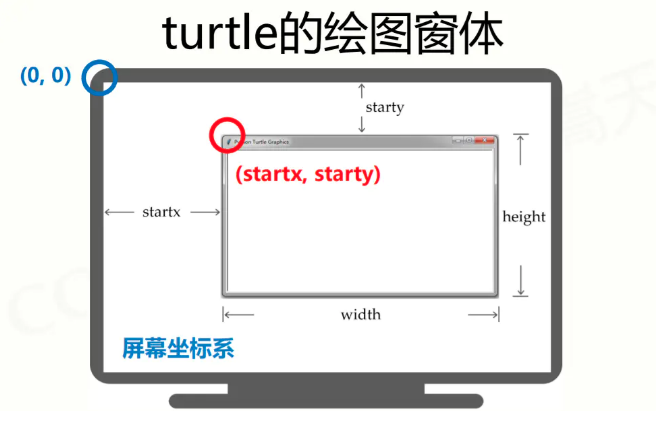 turtle的绘图窗体
(0, 0)
starty
Python Turtle Graphics
(startx, starty)
startx
height
width
屏幕坐标系